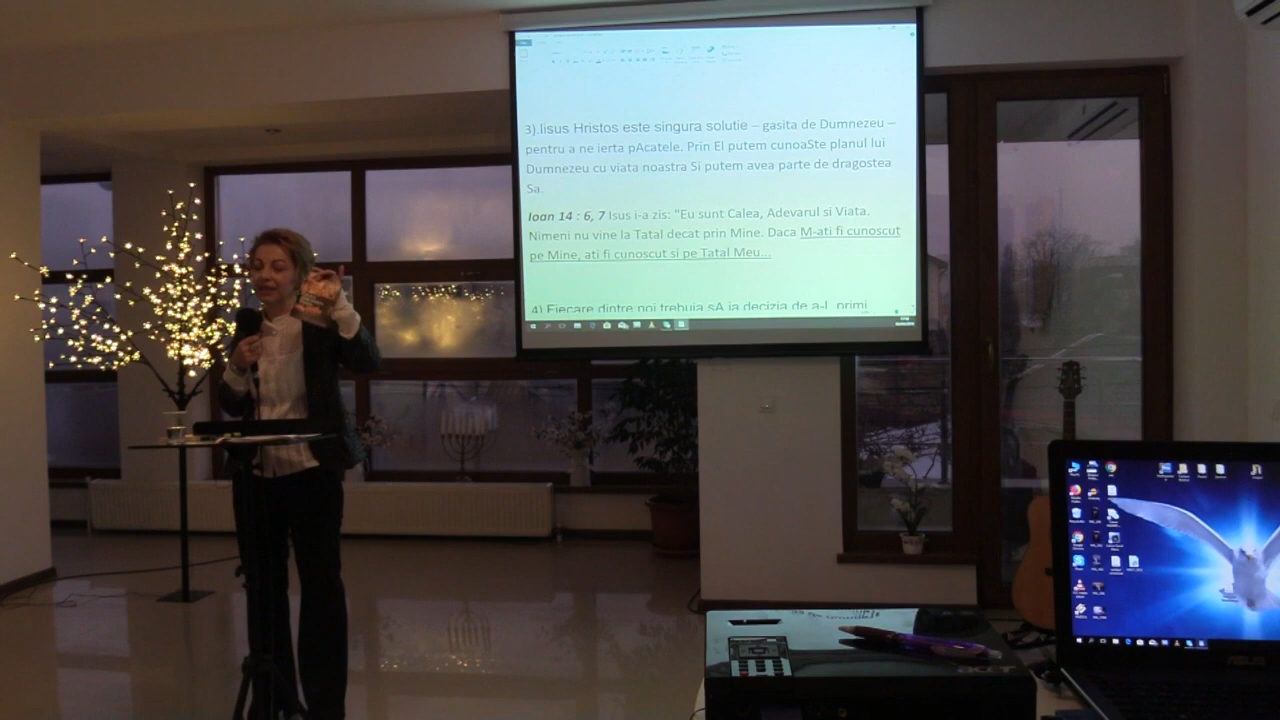 3).Iisus Hristos este singura solutie – gasita de Dumnezeu –
pentru a ne ierta pAcatele. Prin El putem cunoaSte planul lui
Dumnezeu cu viata noastra Si putem avea parte de dragostea
Sa.
Ioan 14 : 6, 7 Isus i-a zis: "Eu sunt Calea, Adevarul si Viata.
Nimeni nu vine la Tatal decat prin Mine. Daca M-ati fi cunoscut
pe Mine, ati fi cunoscut si pe Tatal Meu...
4) Fiecare dintre noi trebuia sA ia decizia de a-L primi
acer
ASUS